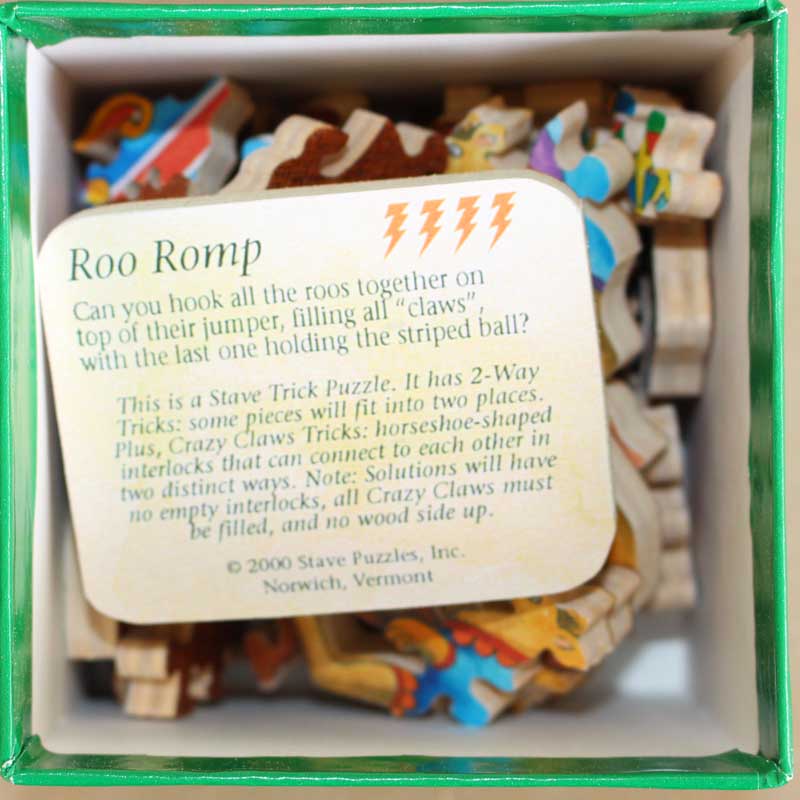 Roo Romp
Can you hook all the roos together on
top of their jumper, filling all “claws”,
with the last one holding the striped ball?
This is a Stave Trick Puzzle. It has 2-Way
Tricks: some pieces will fit into two places.
Plus, Crazy Claws Tricks: horseshoe-shaped
interlocks that can connect to each other in
two distinct ways. Note: Solutions will have
no empty interlocks, all Crazy Claws must
be filled, and no wood side up.
© 2000 Stave Puzzles, Inc.
Norwich, Vermont